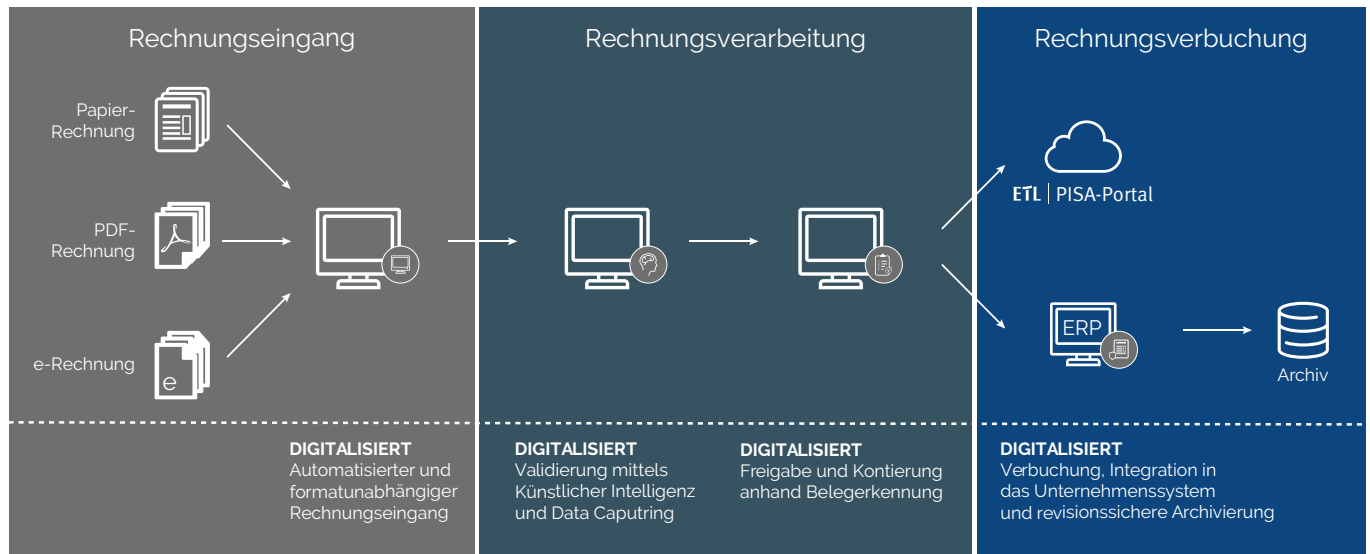 Rechnungseingang
Papier-
Rechnung
PDF-
Rechnung
e-Rechnung
e
DIGITALISIERT
Automatisierter und
formatunabhängiger
Rechnungseingang
Rechnungsverarbeitung
DIGITALISIERT
Validierung mittels
Künstlicher Intelligenz
und Data Caputring
DIGITALISIERT
Freigabe und Kontierung
anhand Belegerkennung
Rechnungsverbuchung
ETL | PISA-Portal
ERP
Archiv
DIGITALISIERT
Verbuchung, Integration in
das Unternehmenssystem
und revisionssichere Archivierung